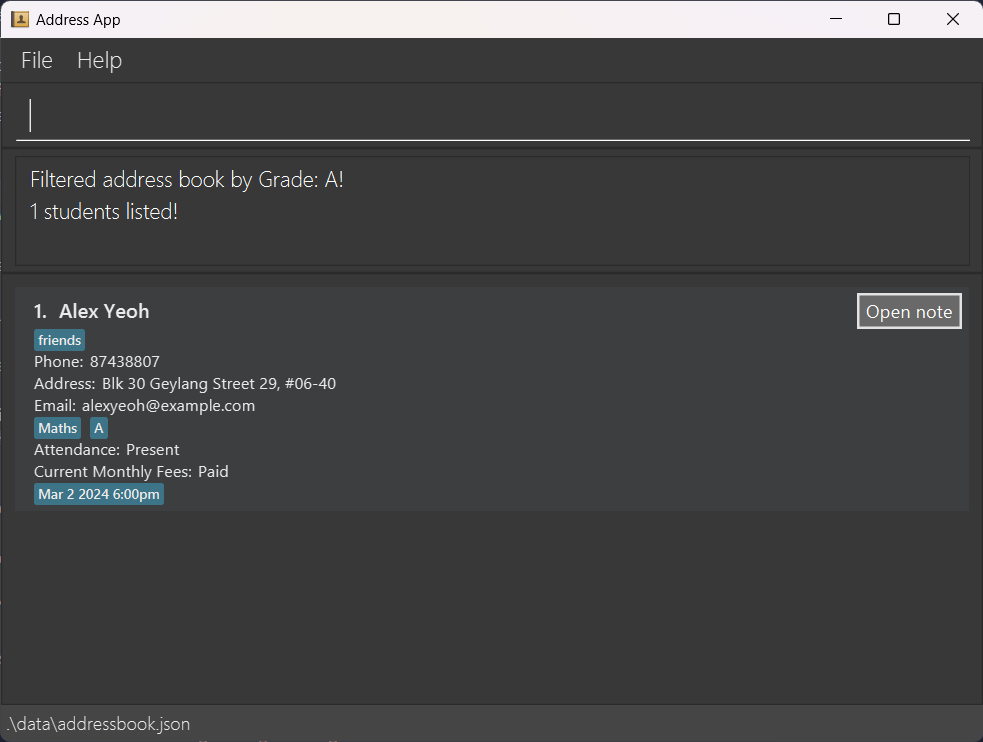 Address App
File Help
Filtered address book by Grade: A!
1 students listed!
1. Alex Yeoh
Open note
friends
Phone: 87438807
Address: Blk 30 Geylang Street 29, #06-40
Email: alexyeoh@example.com
Maths A
Attendance: Present
Current Monthly Fees: Paid
Mar 2 2024 6:00pm
.\data\addressbook.json